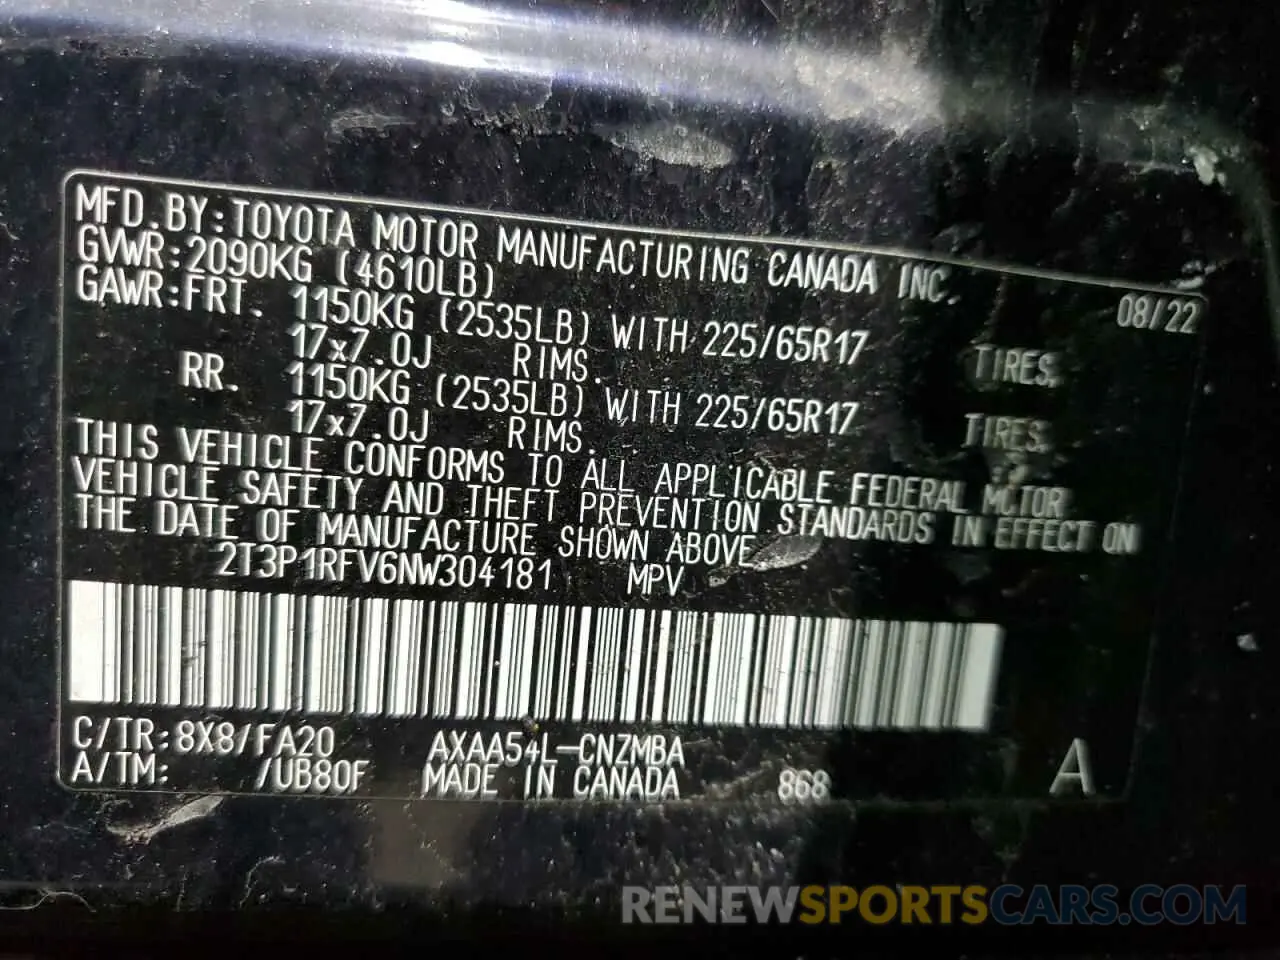 MFD.BY:TOYOTA MOTOR MANUFACTURING CANADA INC.
GVWR:2090KG (4610LB) 08/22
GAWR:FRT. 1150KG (2535LB) WITH 225/65R17 TIRES,
17x7.0J RIMS.
RR. 1150KG (2535LB) WITH 225/65R17 TIRES,
17x7.0J RIMS.
THIS VEHICLE CONFORMS TO ALL APPLICABLE FEDERAL MOTOR
VEHICLE SAFETY AND THEFT PREVENTION STANDARDS IN EFFECT ON
THE DATE OF MANUFACTURE SHOWN ABOVE.
2T3P1RFV6NW304181 MPV
C/TR:8X8/FA20 AXAA54L-CNZMBA
A/TM: /UB80F MADE IN CANADA 868 A
RENEWSPORTSCARS.COM